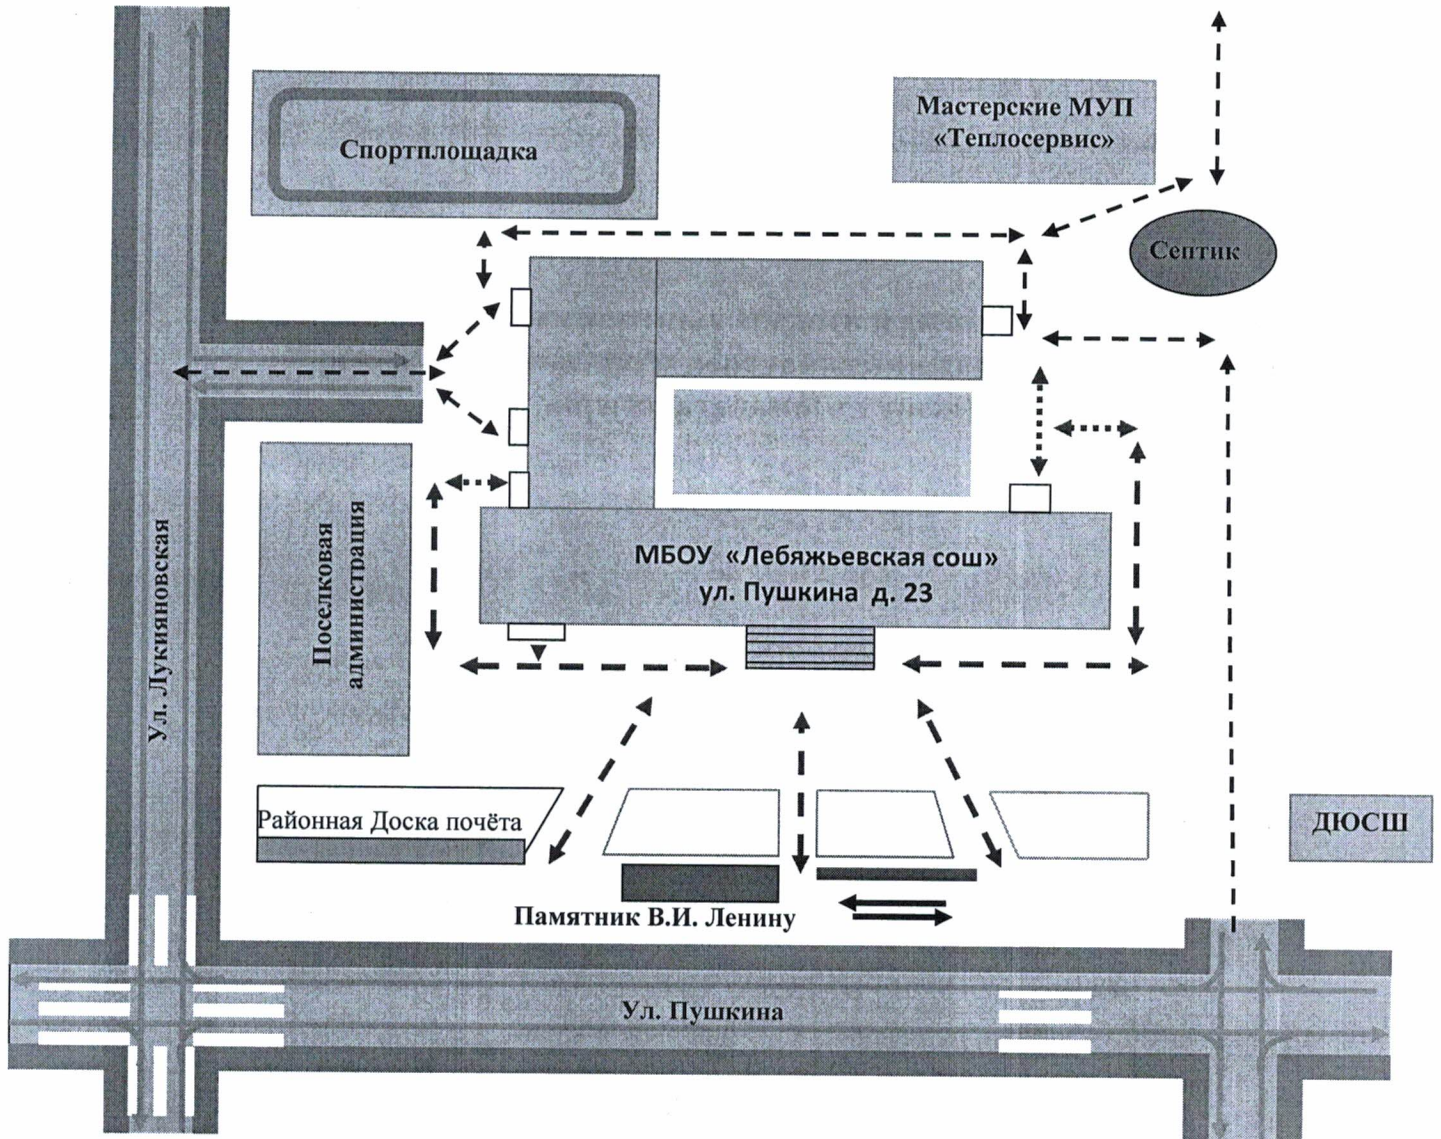 Мастерские МУП
«Теплосервис»
Спортплощадка
Септик
Поселковая
администрация
МБОУ «Лебяжьевская сош»
ул. Пушкина д. 23
Ул. Лукияновская
Районная Доска почёта
ДЮСШ
Памятник В.И. Ленину
Ул. Пушкина